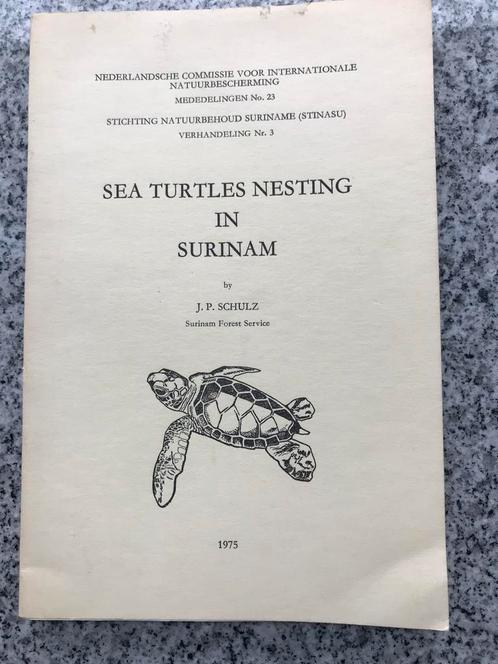 NEDERLANDSCHE COMMISSIE VOOR INTERNATIONALE
NATUURBESCHERMING
MEDEDELINGEN No. 23
STICHTING NATUURBEHOUD SURINAME (STINASU)
VERHANDELING Nr. 3
SEA TURTLES NESTING
IN
SURINAM
by
J. P. SCHULZ
Surinam Forest Service
1975